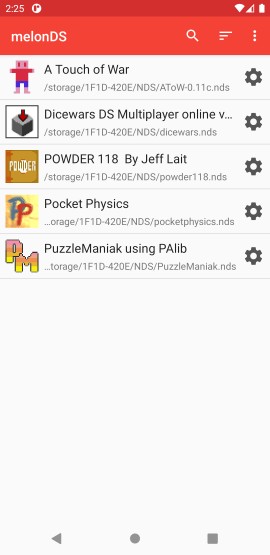 2:25
melonDS
A Touch of War
/storage/1F1D-420E/NDS/AToW-0.11c.nds
Dicewars DS Multiplayer online v...
/storage/1F1D-420E/NDS/dicewars.nds
POWDER
POWDER 118 By Jeff Lait
/storage/1F1D-420E/NDS/powder118.nds
PP
Pocket Physics
...orage/1F1D-420E/NDS/pocketphysics.nds
PM
PuzzleManiak using PAlib
...torage/1F1D-420E/NDS/PuzzleManiak.nds